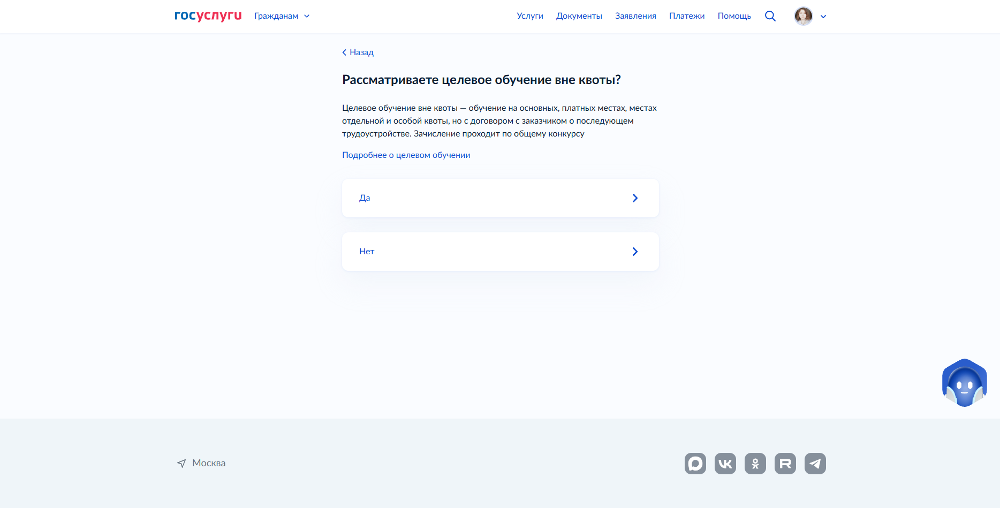 госуслуги
Гражданам
Услуги
Документы
Заявления
Платежи
Помощь
Назад
Рассматриваете целевое обучение вне квоты?
Целевое обучение вне квоты — обучение на основных, платных местах, местах
отдельной и особой квоты, но с договором с заказчиком о последующем
трудоустройстве. Зачисление проходит по общему конкурсу
Подробнее о целевом обучении
Да
Нет
Москва